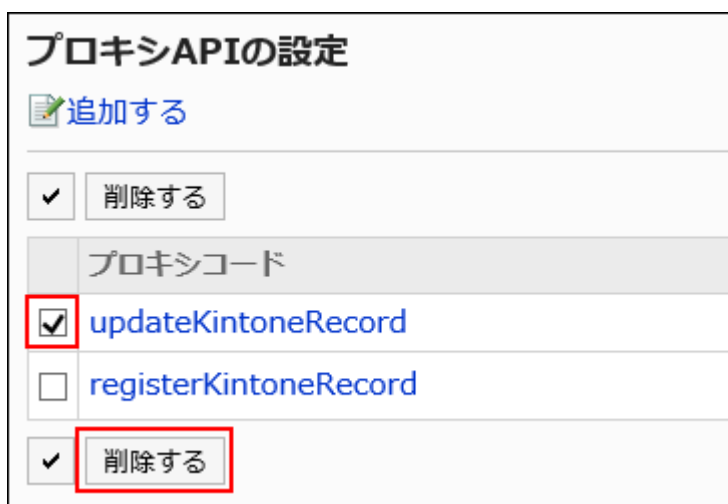 プロキシAPIの設定
追加する
削除する
プロキシコード
updateKintoneRecord
registerKintoneRecord
削除する